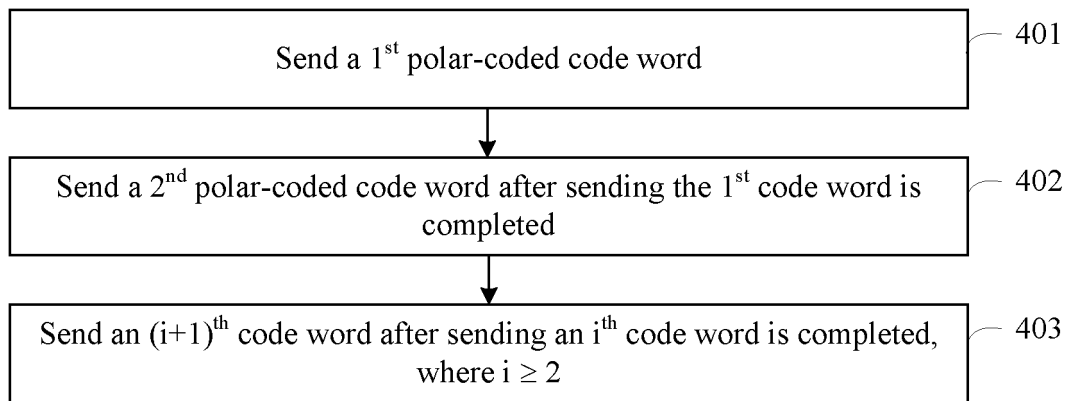 Send a 1st polar-coded code word
401
Send a 2nd polar-coded code word after sending the 1st code word is
completed
402
Send an (i+1)th code word after sending an ith code word is completed,
where i ≥ 2
403